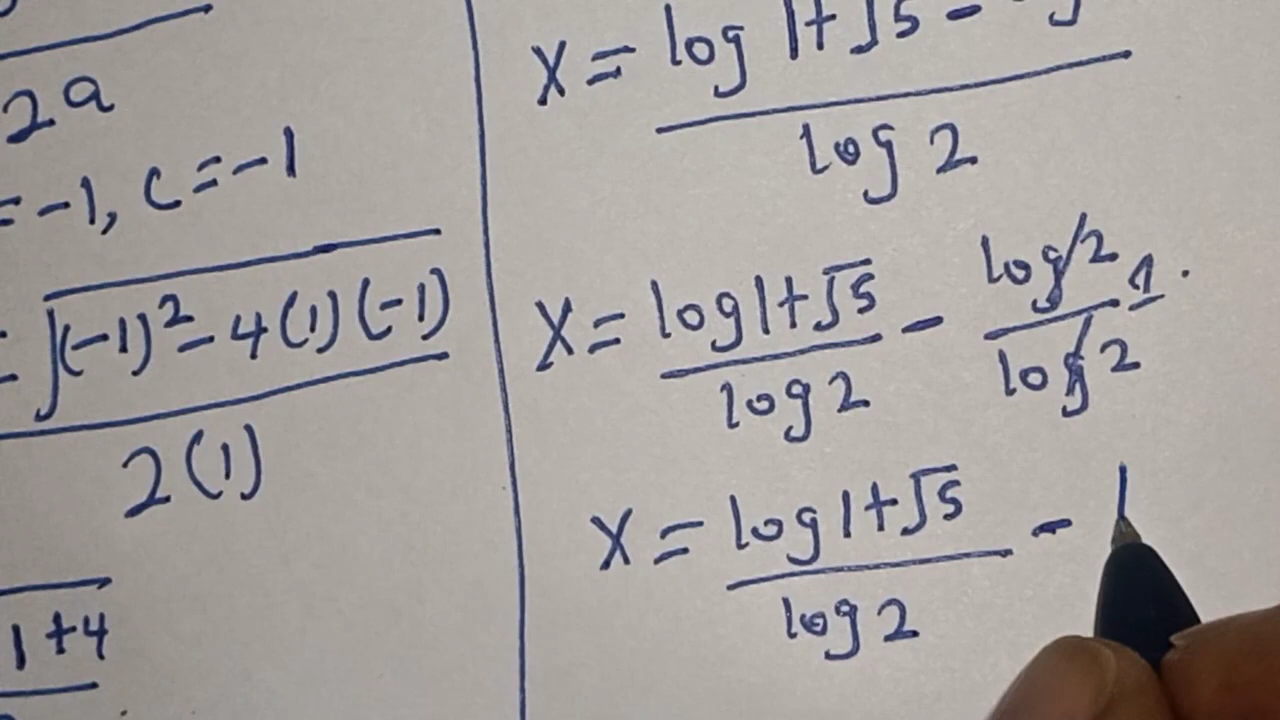 2a
= -1, c = -1
= √(-1)² - 4(1)(-1)
2(1)
1+4
x = log 1+√5 -
log 2
x = log 1+√5 - log 2 1.
log 2 log 2
x = log 1+√5 - 1
log 2